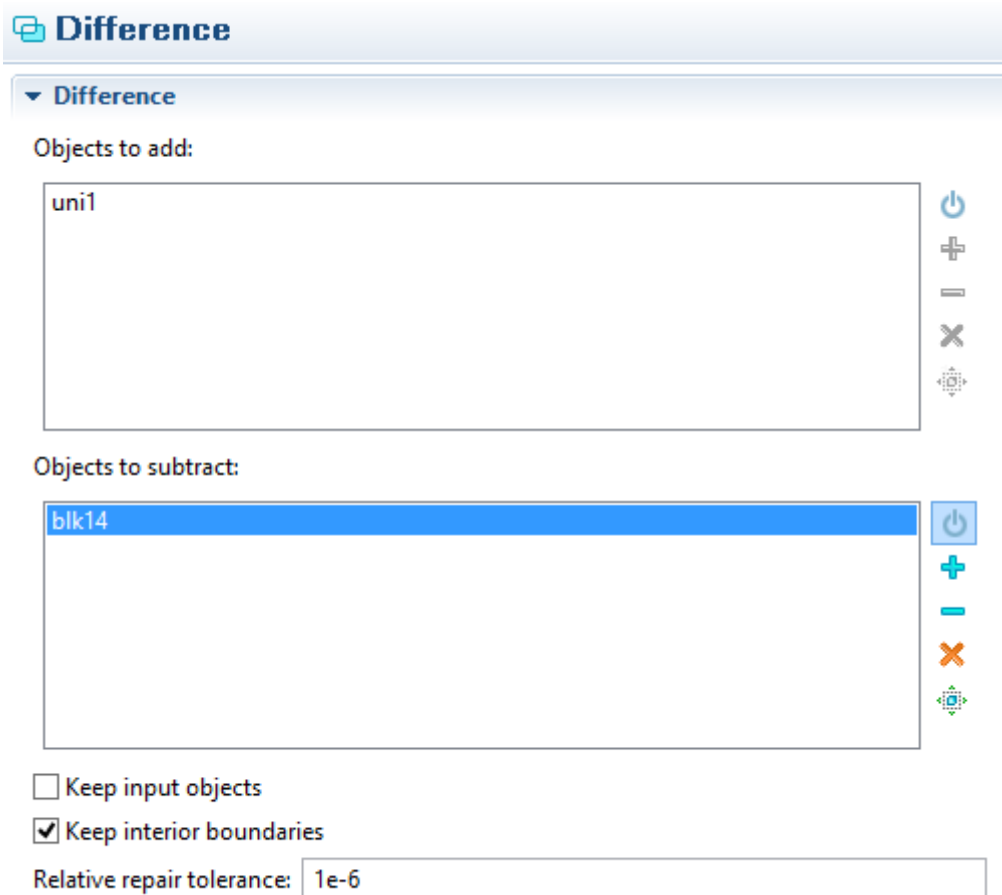 Difference
Difference
Objects to add:
uni1
Objects to subtract:
blk14
Keep input objects
Keep interior boundaries
Relative repair tolerance: 1e-6